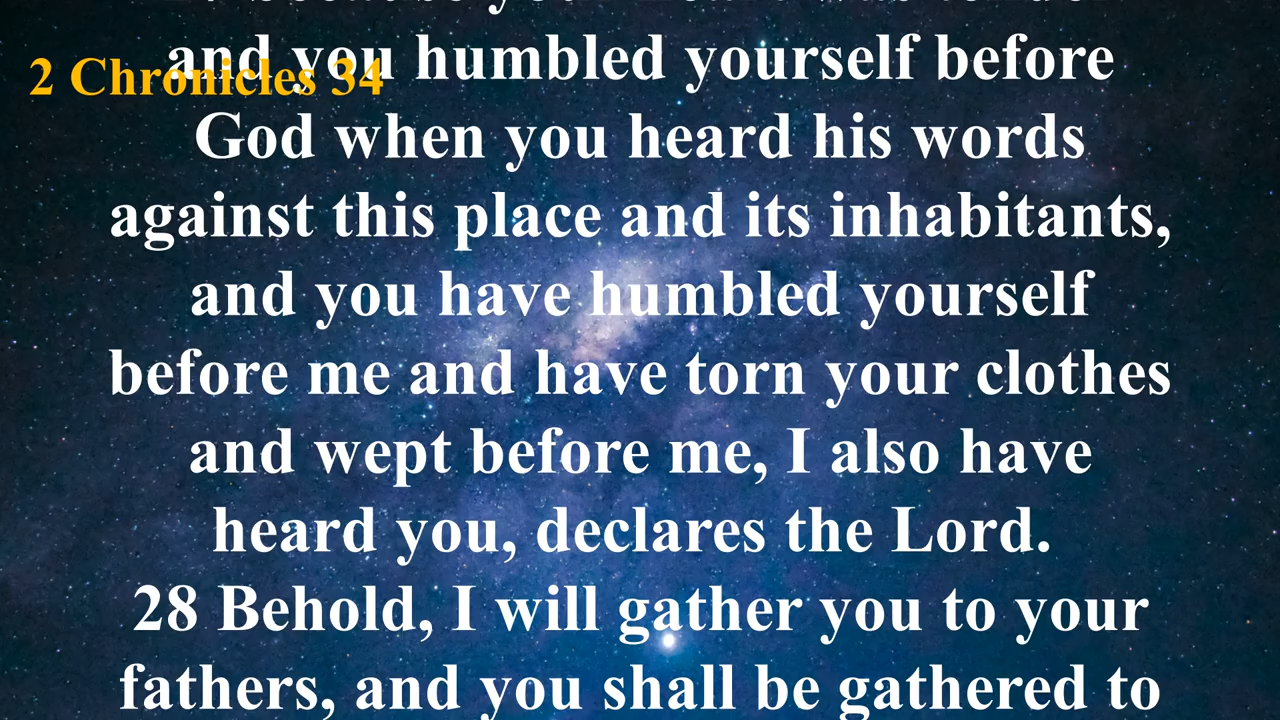 2 Chronicles 34
and you humbled yourself before
God when you heard his words
against this place and its inhabitants,
and you have humbled yourself
before me and have torn your clothes
and wept before me, I also have
heard you, declares the Lord.
28 Behold, I will gather you to your
fathers, and you shall be gathered to